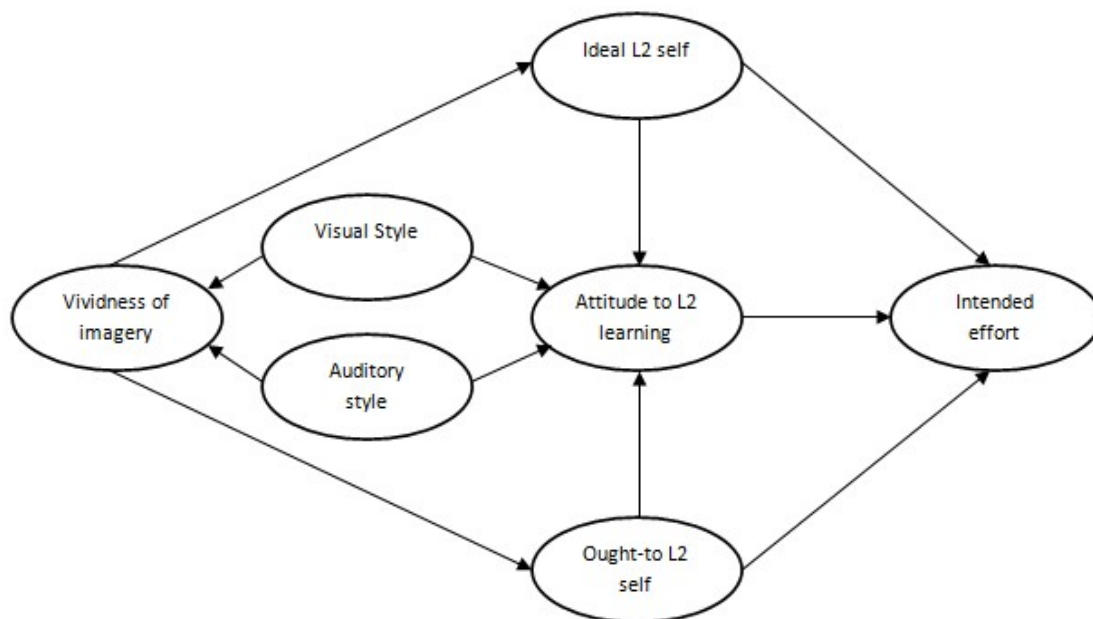 Ideal L2 self
Visual Style
Vividness of
imagery
Attitude to L2
learning
Intended
effort
Auditory
style
Ought-to L2
self